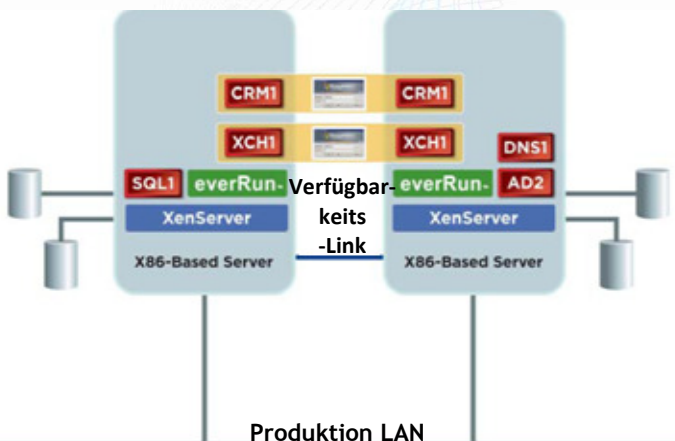 CRM1 CRM1
XCH1 XCH1
DNS1
SQL1 everRun Verfügbar- everRun AD2
XenServer keits XenServer
-Link
X86-Based Server X86-Based Server
Produktion LAN